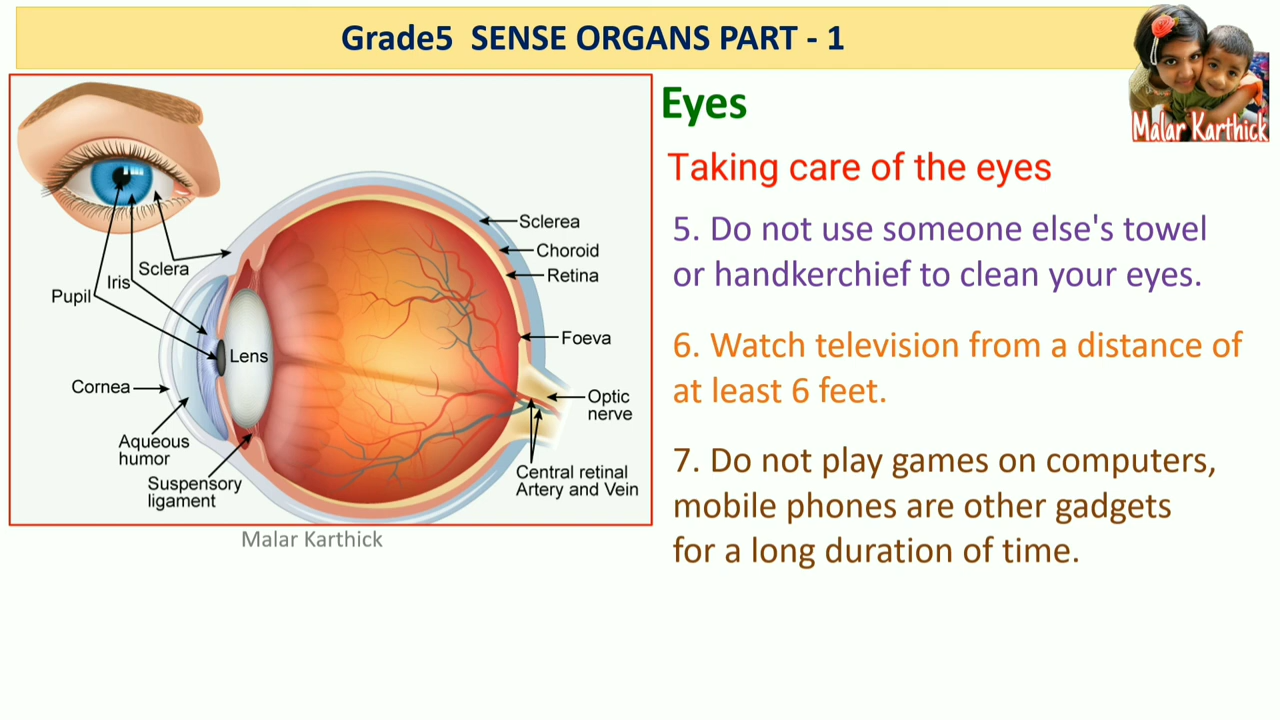 Grade5 SENSE ORGANS PART - 1
Malar Karthick
Eyes
Taking care of the eyes
5. Do not use someone else's towel
or handkerchief to clean your eyes.
6. Watch television from a distance of
at least 6 feet.
7. Do not play games on computers,
mobile phones are other gadgets
for a long duration of time.
Sclera
Iris
Pupil
Lens
Cornea
Aqueous
humor
Suspensory
ligament
Sclerea
Choroid
Retina
Foeva
Optic
nerve
Central retinal
Artery and Vein
Malar Karthick